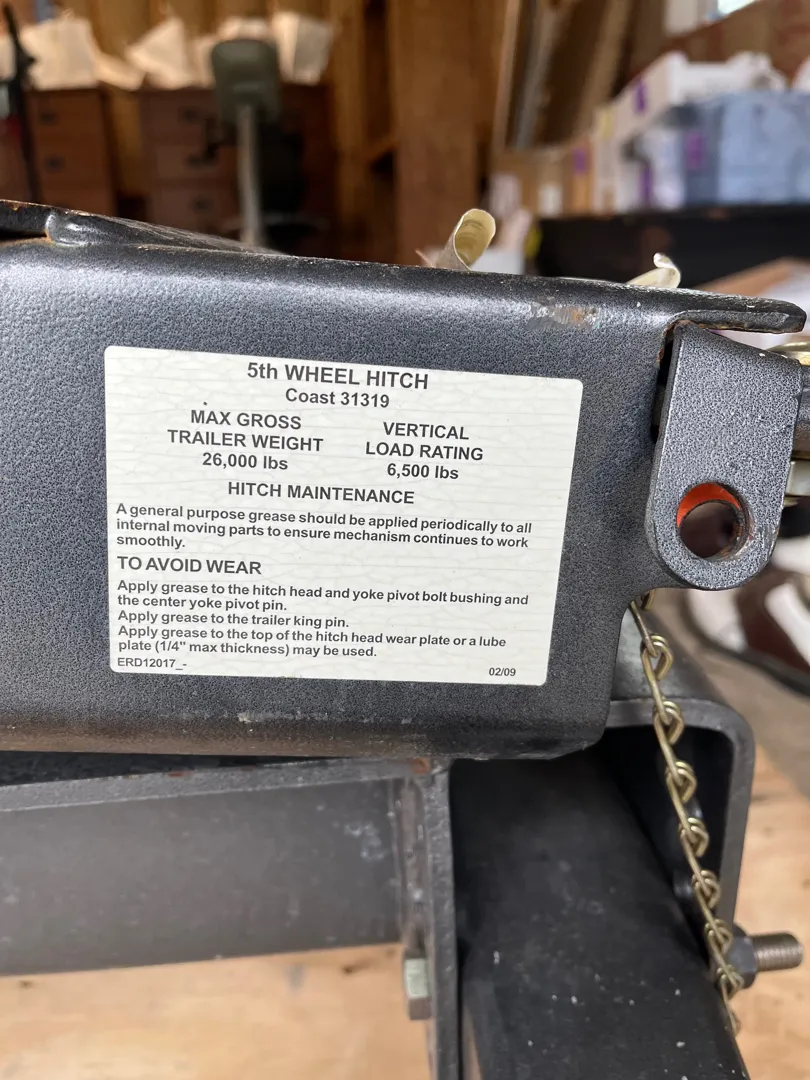 5th WHEEL HITCH
Coast 31319
MAX GROSS
TRAILER WEIGHT
26,000 lbs
VERTICAL
LOAD RATING
6,500 lbs
HITCH MAINTENANCE
A general purpose grease should be applied periodically to all
internal moving parts to ensure mechanism continues to work
smoothly.
TO AVOID WEAR
Apply grease to the hitch head and yoke pivot bolt bushing and
the center yoke pivot pin.
Apply grease to the trailer king pin.
Apply grease to the top of the hitch head wear plate or a lube
plate (1/4" max thickness) may be used.
ERD12017_-
02/09